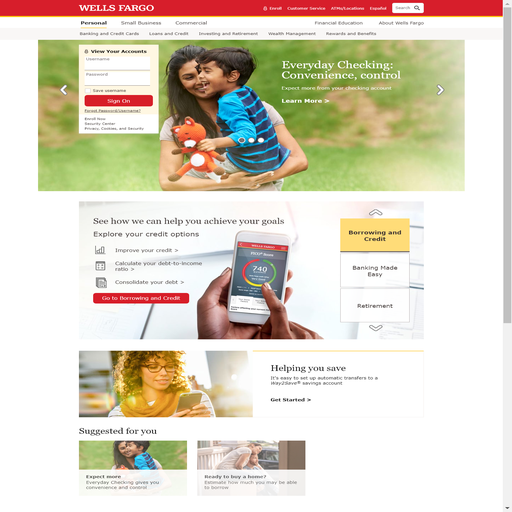 WELLS FARGO
Enroll Customer Service ATMs/Locations Español Search
Personal Small Business Commercial Financial Education About Wells Fargo
Banking and Credit Cards Loans and Credit Investing and Retirement Wealth Management Rewards and Benefits
View Your Accounts
Username
Password
Save username
Sign On
Forgot Password/Username?
Enroll Now
Security Center
Privacy, Cookies, and Security
Everyday Checking:
Convenience, control
Expect more from your checking account
Learn More >
See how we can help you achieve your goals
Explore your credit options
Improve your credit >
Calculate your debt-to-income
ratio >
Consolidate your debt >
Go to Borrowing and Credit
WELLS FARGO
FICO® Score
740
Borrowing and
Credit
Banking Made
Easy
Retirement
Helping you save
It's easy to set up automatic transfers to a
Way2Save® savings account
Get Started >
Suggested for you
Expect more
Everyday Checking gives you
convenience and control
Ready to buy a home?
Estimate how much you may be able
to borrow